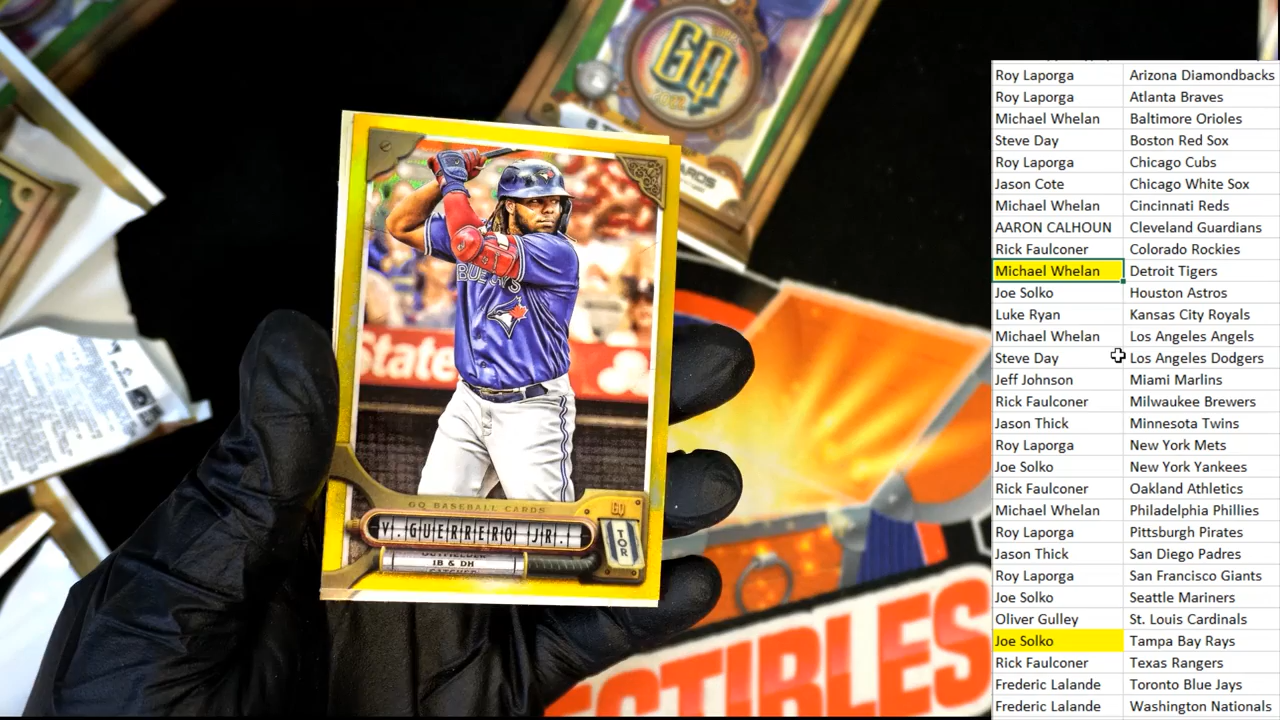 GQ
BLUE JAYS
State
GQ BASEBALL CARDS
GQ
V. GUERRERO JR.
TOR
OUTFIELDER
1B & DH
CATCHER
CTIBLES
Roy Laporga Arizona Diamondbacks
Roy Laporga Atlanta Braves
Michael Whelan Baltimore Orioles
Steve Day Boston Red Sox
Roy Laporga Chicago Cubs
Jason Cote Chicago White Sox
Michael Whelan Cincinnati Reds
AARON CALHOUN Cleveland Guardians
Rick Faulconer Colorado Rockies
Michael Whelan Detroit Tigers
Joe Solko Houston Astros
Luke Ryan Kansas City Royals
Michael Whelan Los Angeles Angels
Steve Day Los Angeles Dodgers
Jeff Johnson Miami Marlins
Rick Faulconer Milwaukee Brewers
Jason Thick Minnesota Twins
Roy Laporga New York Mets
Joe Solko New York Yankees
Rick Faulconer Oakland Athletics
Michael Whelan Philadelphia Phillies
Roy Laporga Pittsburgh Pirates
Jason Thick San Diego Padres
Roy Laporga San Francisco Giants
Joe Solko Seattle Mariners
Oliver Gulley St. Louis Cardinals
Joe Solko Tampa Bay Rays
Rick Faulconer Texas Rangers
Frederic Lalande Toronto Blue Jays
Frederic Lalande Washington Nationals